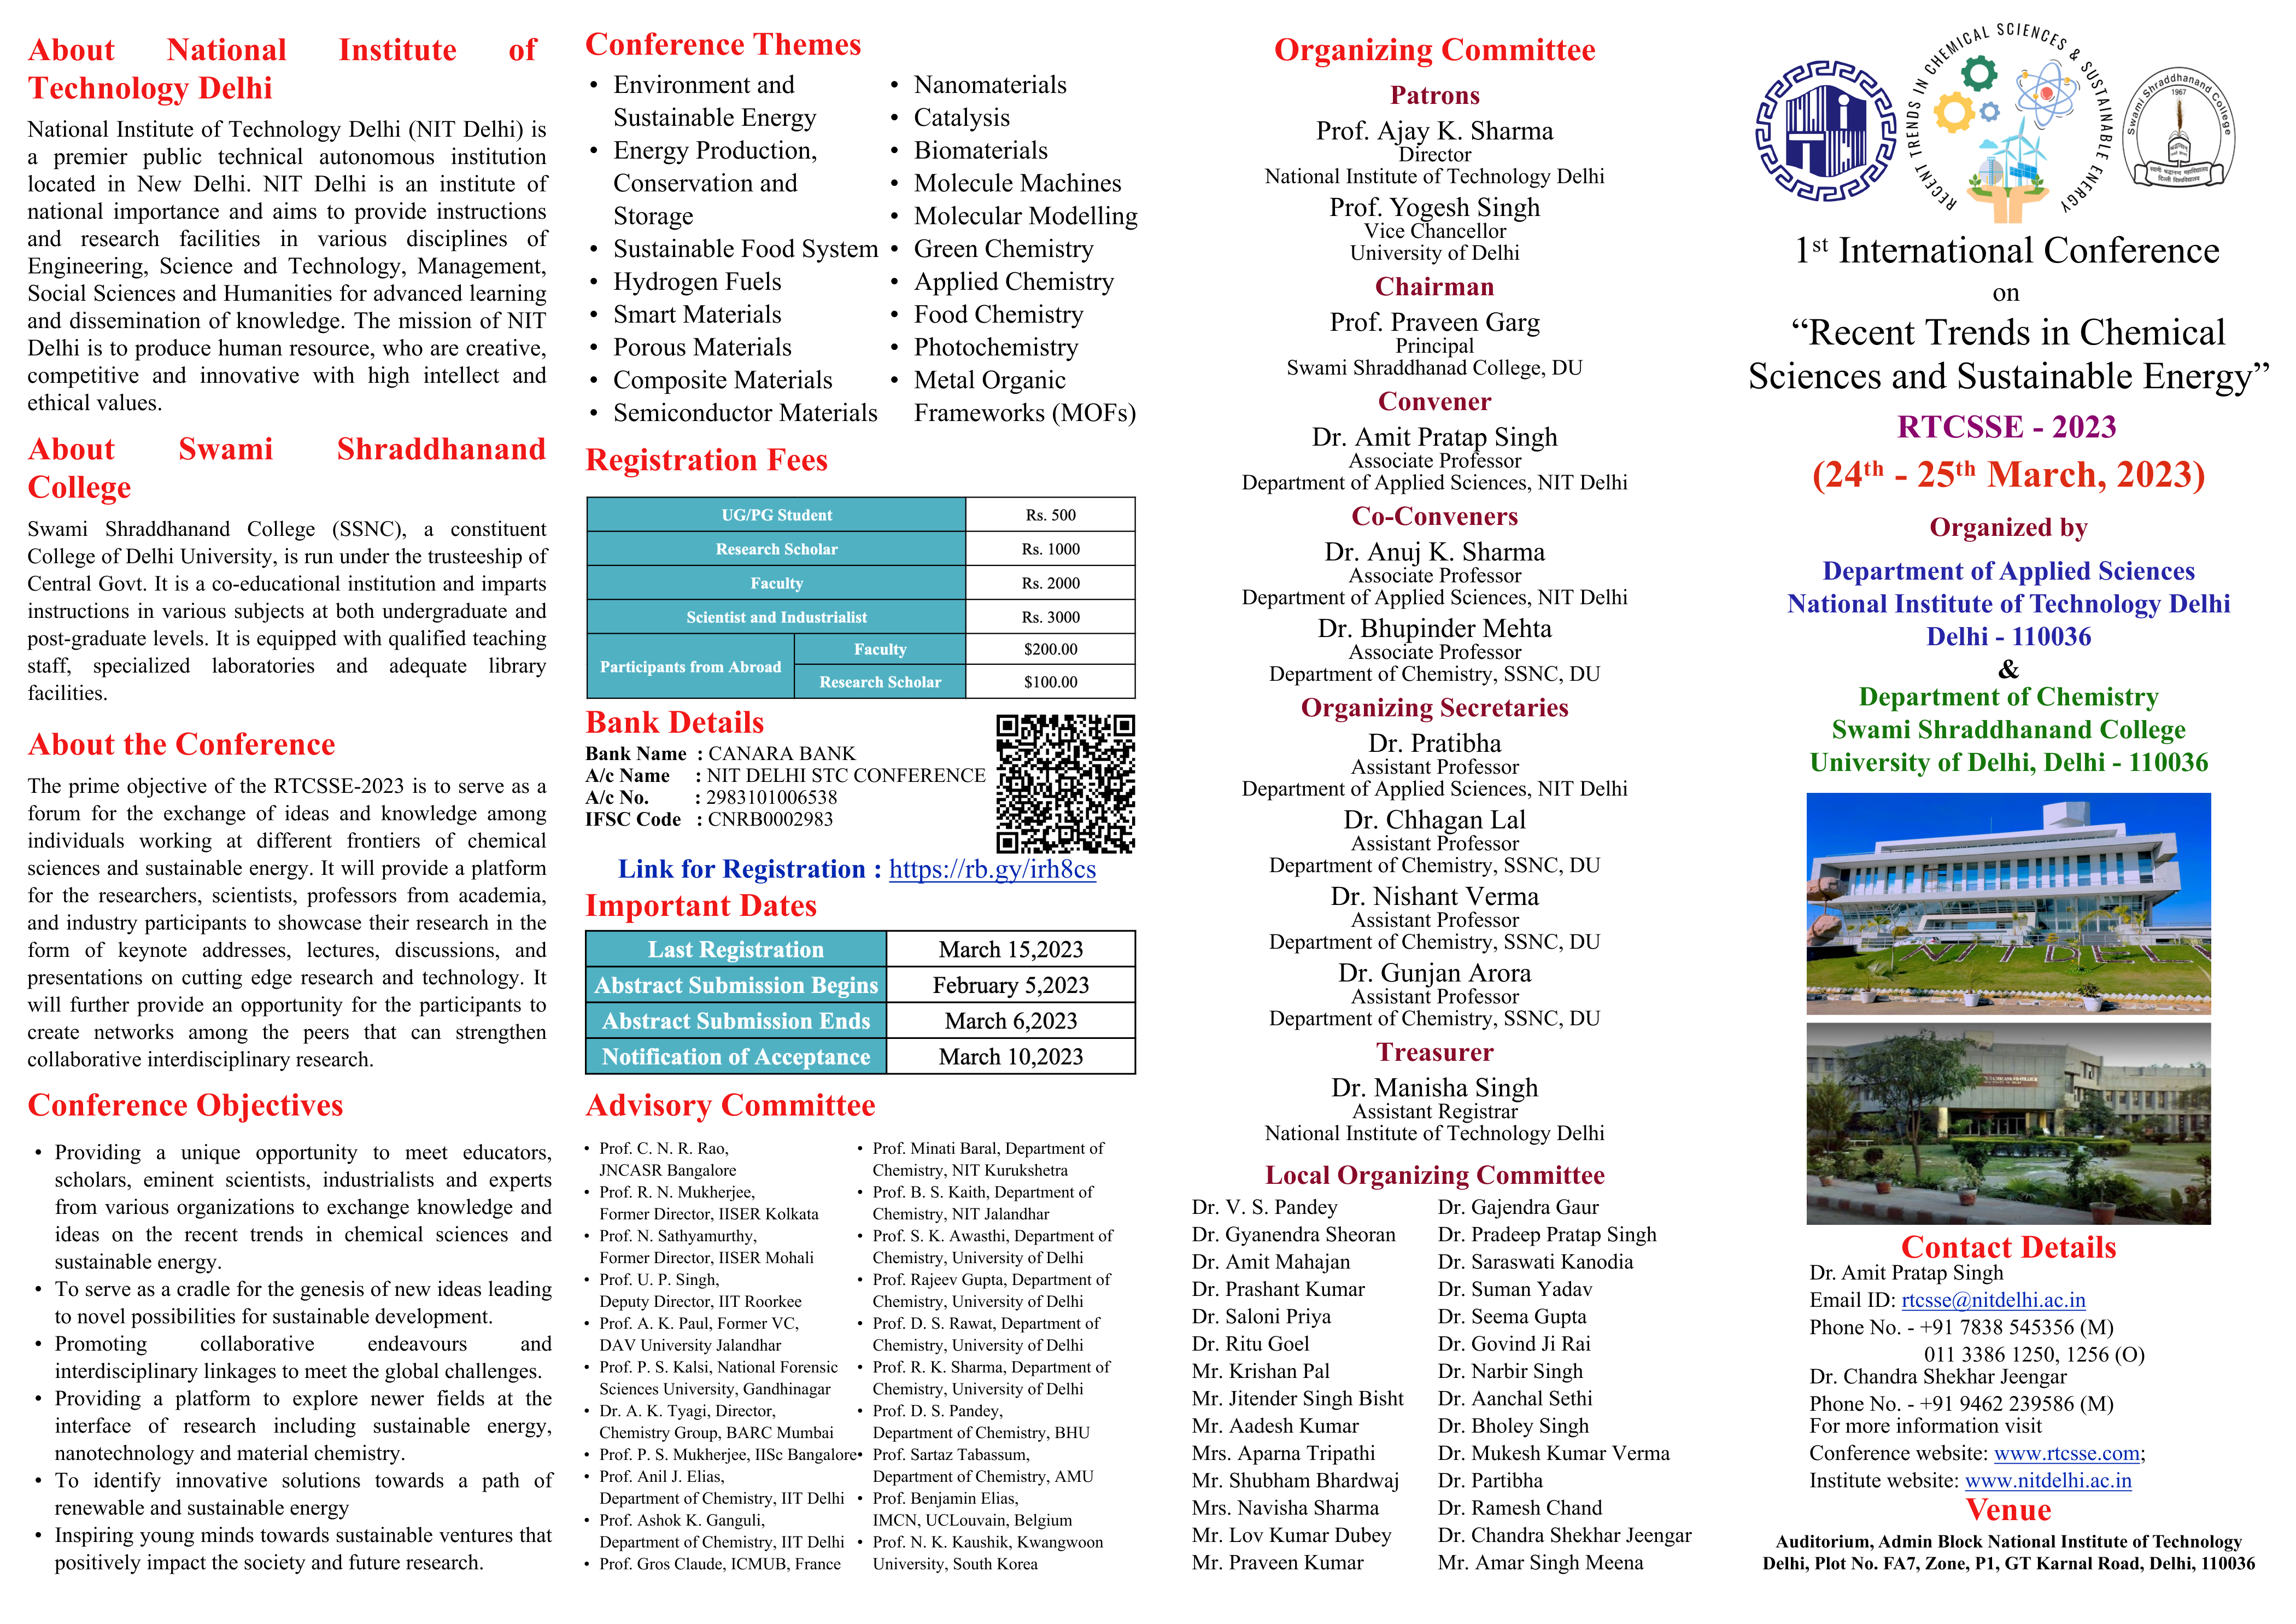 About National Institute of
Technology Delhi
National Institute of Technology Delhi (NIT Delhi) is
a premier public technical autonomous institution
located in New Delhi. NIT Delhi is an institute of
national importance and aims to provide instructions
and research facilities in various disciplines of
Engineering, Science and Technology, Management,
Social Sciences and Humanities for advanced learning
and dissemination of knowledge. The mission of NIT
Delhi is to produce human resource, who are creative,
competitive and innovative with high intellect and
ethical values.
About Swami Shraddhanand
College
Swami Shraddhanand College (SSNC), a constituent
College of Delhi University, is run under the trusteeship of
Central Govt. It is a co-educational institution and imparts
instructions in various subjects at both undergraduate and
post-graduate levels. It is equipped with qualified teaching
staff, specialized laboratories and adequate library
facilities.
About the Conference
The prime objective of the RTCSSE-2023 is to serve as a
forum for the exchange of ideas and knowledge among
individuals working at different frontiers of chemical
sciences and sustainable energy. It will provide a platform
for the researchers, scientists, professors from academia,
and industry participants to showcase their research in the
form of keynote addresses, lectures, discussions, and
presentations on cutting edge research and technology. It
will further provide an opportunity for the participants to
create networks among the peers that can strengthen
collaborative interdisciplinary research.
Conference Objectives
• Providing a unique opportunity to meet educators,
scholars, eminent scientists, industrialists and experts
from various organizations to exchange knowledge and
ideas on the recent trends in chemical sciences and
sustainable energy.
• To serve as a cradle for the genesis of new ideas leading
to novel possibilities for sustainable development.
• Promoting collaborative endeavours and
interdisciplinary linkages to meet the global challenges.
• Providing a platform to explore newer fields at the
interface of research including sustainable energy,
nanotechnology and material chemistry.
• To identify innovative solutions towards a path of
renewable and sustainable energy
• Inspiring young minds towards sustainable ventures that
positively impact the society and future research.
Conference Themes
• Environment and
Sustainable Energy
• Energy Production,
Conservation and
Storage
• Sustainable Food System
• Hydrogen Fuels
• Smart Materials
• Porous Materials
• Composite Materials
• Semiconductor Materials
• Nanomaterials
• Catalysis
• Biomaterials
• Molecule Machines
• Molecular Modelling
• Green Chemistry
• Applied Chemistry
• Food Chemistry
• Photochemistry
• Metal Organic
Frameworks (MOFs)
Registration Fees
UG/PG Student Rs. 500
Research Scholar Rs. 1000
Faculty Rs. 2000
Scientist and Industrialist Rs. 3000
Participants from Abroad
Faculty $200.00
Research Scholar $100.00
Bank Details
Bank Name : CANARA BANK
A/c Name : NIT DELHI STC CONFERENCE
A/c No. : 2983101006538
IFSC Code : CNRB0002983
Link for Registration : https://rb.gy/irh8cs
Important Dates
Last Registration March 15,2023
Abstract Submission Begins February 5,2023
Abstract Submission Ends March 6,2023
Notification of Acceptance March 10,2023
Advisory Committee
• Prof. C. N. R. Rao,
JNCASR Bangalore
• Prof. R. N. Mukherjee,
Former Director, IISER Kolkata
• Prof. N. Sathyamurthy,
Former Director, IISER Mohali
• Prof. U. P. Singh,
Deputy Director, IIT Roorkee
• Prof. A. K. Paul, Former VC,
DAV University Jalandhar
• Prof. P. S. Kalsi, National Forensic
Sciences University, Gandhinagar
• Dr. A. K. Tyagi, Director,
Chemistry Group, BARC Mumbai
• Prof. P. S. Mukherjee, IISc Bangalore
• Prof. Anil J. Elias,
Department of Chemistry, IIT Delhi
• Prof. Ashok K. Ganguli,
Department of Chemistry, IIT Delhi
• Prof. Gros Claude, ICMUB, France
• Prof. Minati Baral, Department of
Chemistry, NIT Kurukshetra
• Prof. B. S. Kaith, Department of
Chemistry, NIT Jalandhar
• Prof. S. K. Awasthi, Department of
Chemistry, University of Delhi
• Prof. Rajeev Gupta, Department of
Chemistry, University of Delhi
• Prof. D. S. Rawat, Department of
Chemistry, University of Delhi
• Prof. R. K. Sharma, Department of
Chemistry, University of Delhi
• Prof. D. S. Pandey,
Department of Chemistry, BHU
• Prof. Sartaz Tabassum,
Department of Chemistry, AMU
• Prof. Benjamin Elias,
IMCN, UCLouvain, Belgium
• Prof. N. K. Kaushik, Kwangwoon
University, South Korea
Organizing Committee
Patrons
Prof. Ajay K. Sharma
Director
National Institute of Technology Delhi
Prof. Yogesh Singh
Vice Chancellor
University of Delhi
Chairman
Prof. Praveen Garg
Principal
Swami Shraddhanad College, DU
Convener
Dr. Amit Pratap Singh
Associate Professor
Department of Applied Sciences, NIT Delhi
Co-Conveners
Dr. Anuj K. Sharma
Associate Professor
Department of Applied Sciences, NIT Delhi
Dr. Bhupinder Mehta
Associate Professor
Department of Chemistry, SSNC, DU
Organizing Secretaries
Dr. Pratibha
Assistant Professor
Department of Applied Sciences, NIT Delhi
Dr. Chhagan Lal
Assistant Professor
Department of Chemistry, SSNC, DU
Dr. Nishant Verma
Assistant Professor
Department of Chemistry, SSNC, DU
Dr. Gunjan Arora
Assistant Professor
Department of Chemistry, SSNC, DU
Treasurer
Dr. Manisha Singh
Assistant Registrar
National Institute of Technology Delhi
Local Organizing Committee
Dr. V. S. Pandey
Dr. Gyanendra Sheoran
Dr. Amit Mahajan
Dr. Prashant Kumar
Dr. Saloni Priya
Dr. Ritu Goel
Mr. Krishan Pal
Mr. Jitender Singh Bisht
Mr. Aadesh Kumar
Mrs. Aparna Tripathi
Mr. Shubham Bhardwaj
Mrs. Navisha Sharma
Mr. Lov Kumar Dubey
Mr. Praveen Kumar
Dr. Gajendra Gaur
Dr. Pradeep Pratap Singh
Dr. Saraswati Kanodia
Dr. Suman Yadav
Dr. Seema Gupta
Dr. Govind Ji Rai
Dr. Narbir Singh
Dr. Aanchal Sethi
Dr. Bholey Singh
Dr. Mukesh Kumar Verma
Dr. Partibha
Dr. Ramesh Chand
Dr. Chandra Shekhar Jeengar
Mr. Amar Singh Meena
RECENT TRENDS IN CHEMICAL SCIENCES & SUSTAINABLE ENERGY
Swami Shraddhanand College
1967
स्वामी श्रद्धानन्द महाविद्यालय
दिल्ली विश्वविद्यालय
1st International Conference
on
“Recent Trends in Chemical
Sciences and Sustainable Energy”
RTCSSE - 2023
(24th - 25th March, 2023)
Organized by
Department of Applied Sciences
National Institute of Technology Delhi
Delhi - 110036
&
Department of Chemistry
Swami Shraddhanand College
University of Delhi, Delhi - 110036
NIT DEL
Contact Details
Dr. Amit Pratap Singh
Email ID: rtcsse@nitdelhi.ac.in
Phone No. - +91 7838 545356 (M)
011 3386 1250, 1256 (O)
Dr. Chandra Shekhar Jeengar
Phone No. - +91 9462 239586 (M)
For more information visit
Conference website: www.rtcsse.com;
Institute website: www.nitdelhi.ac.in
Venue
Auditorium, Admin Block National Institute of Technology
Delhi, Plot No. FA7, Zone, P1, GT Karnal Road, Delhi, 110036